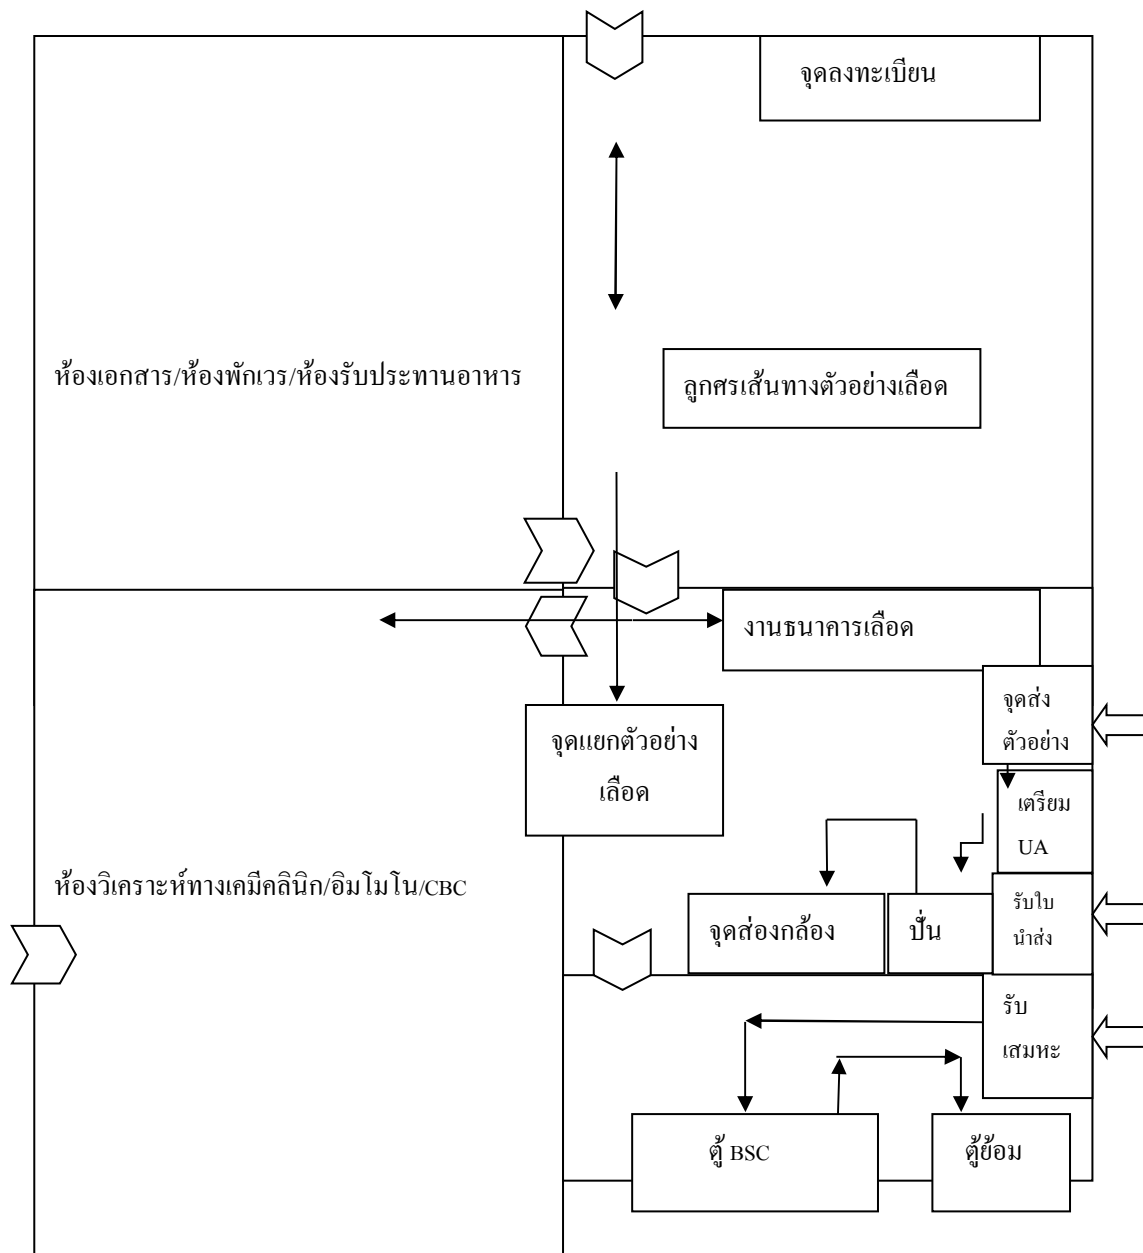 จุดลงทะเบียน
ห้องเอกสาร/ห้องพักเวร/ห้องรับประทานอาหาร
ลูกศรเส้นทางตัวอย่างเลือด
งานธนาคารเลือด
จุดส่ง
ตัวอย่าง
จุดแยกตัวอย่าง
เลือด
เตรียม
UA
ห้องวิเคราะห์ทางเคมีคลินิก/อิมโมโน/CBC
จุดส่องกล้อง
ปั่น
รับใบ
นำส่ง
รับ
เสมหะ
ตู้ BSC
ตู้ย้อม